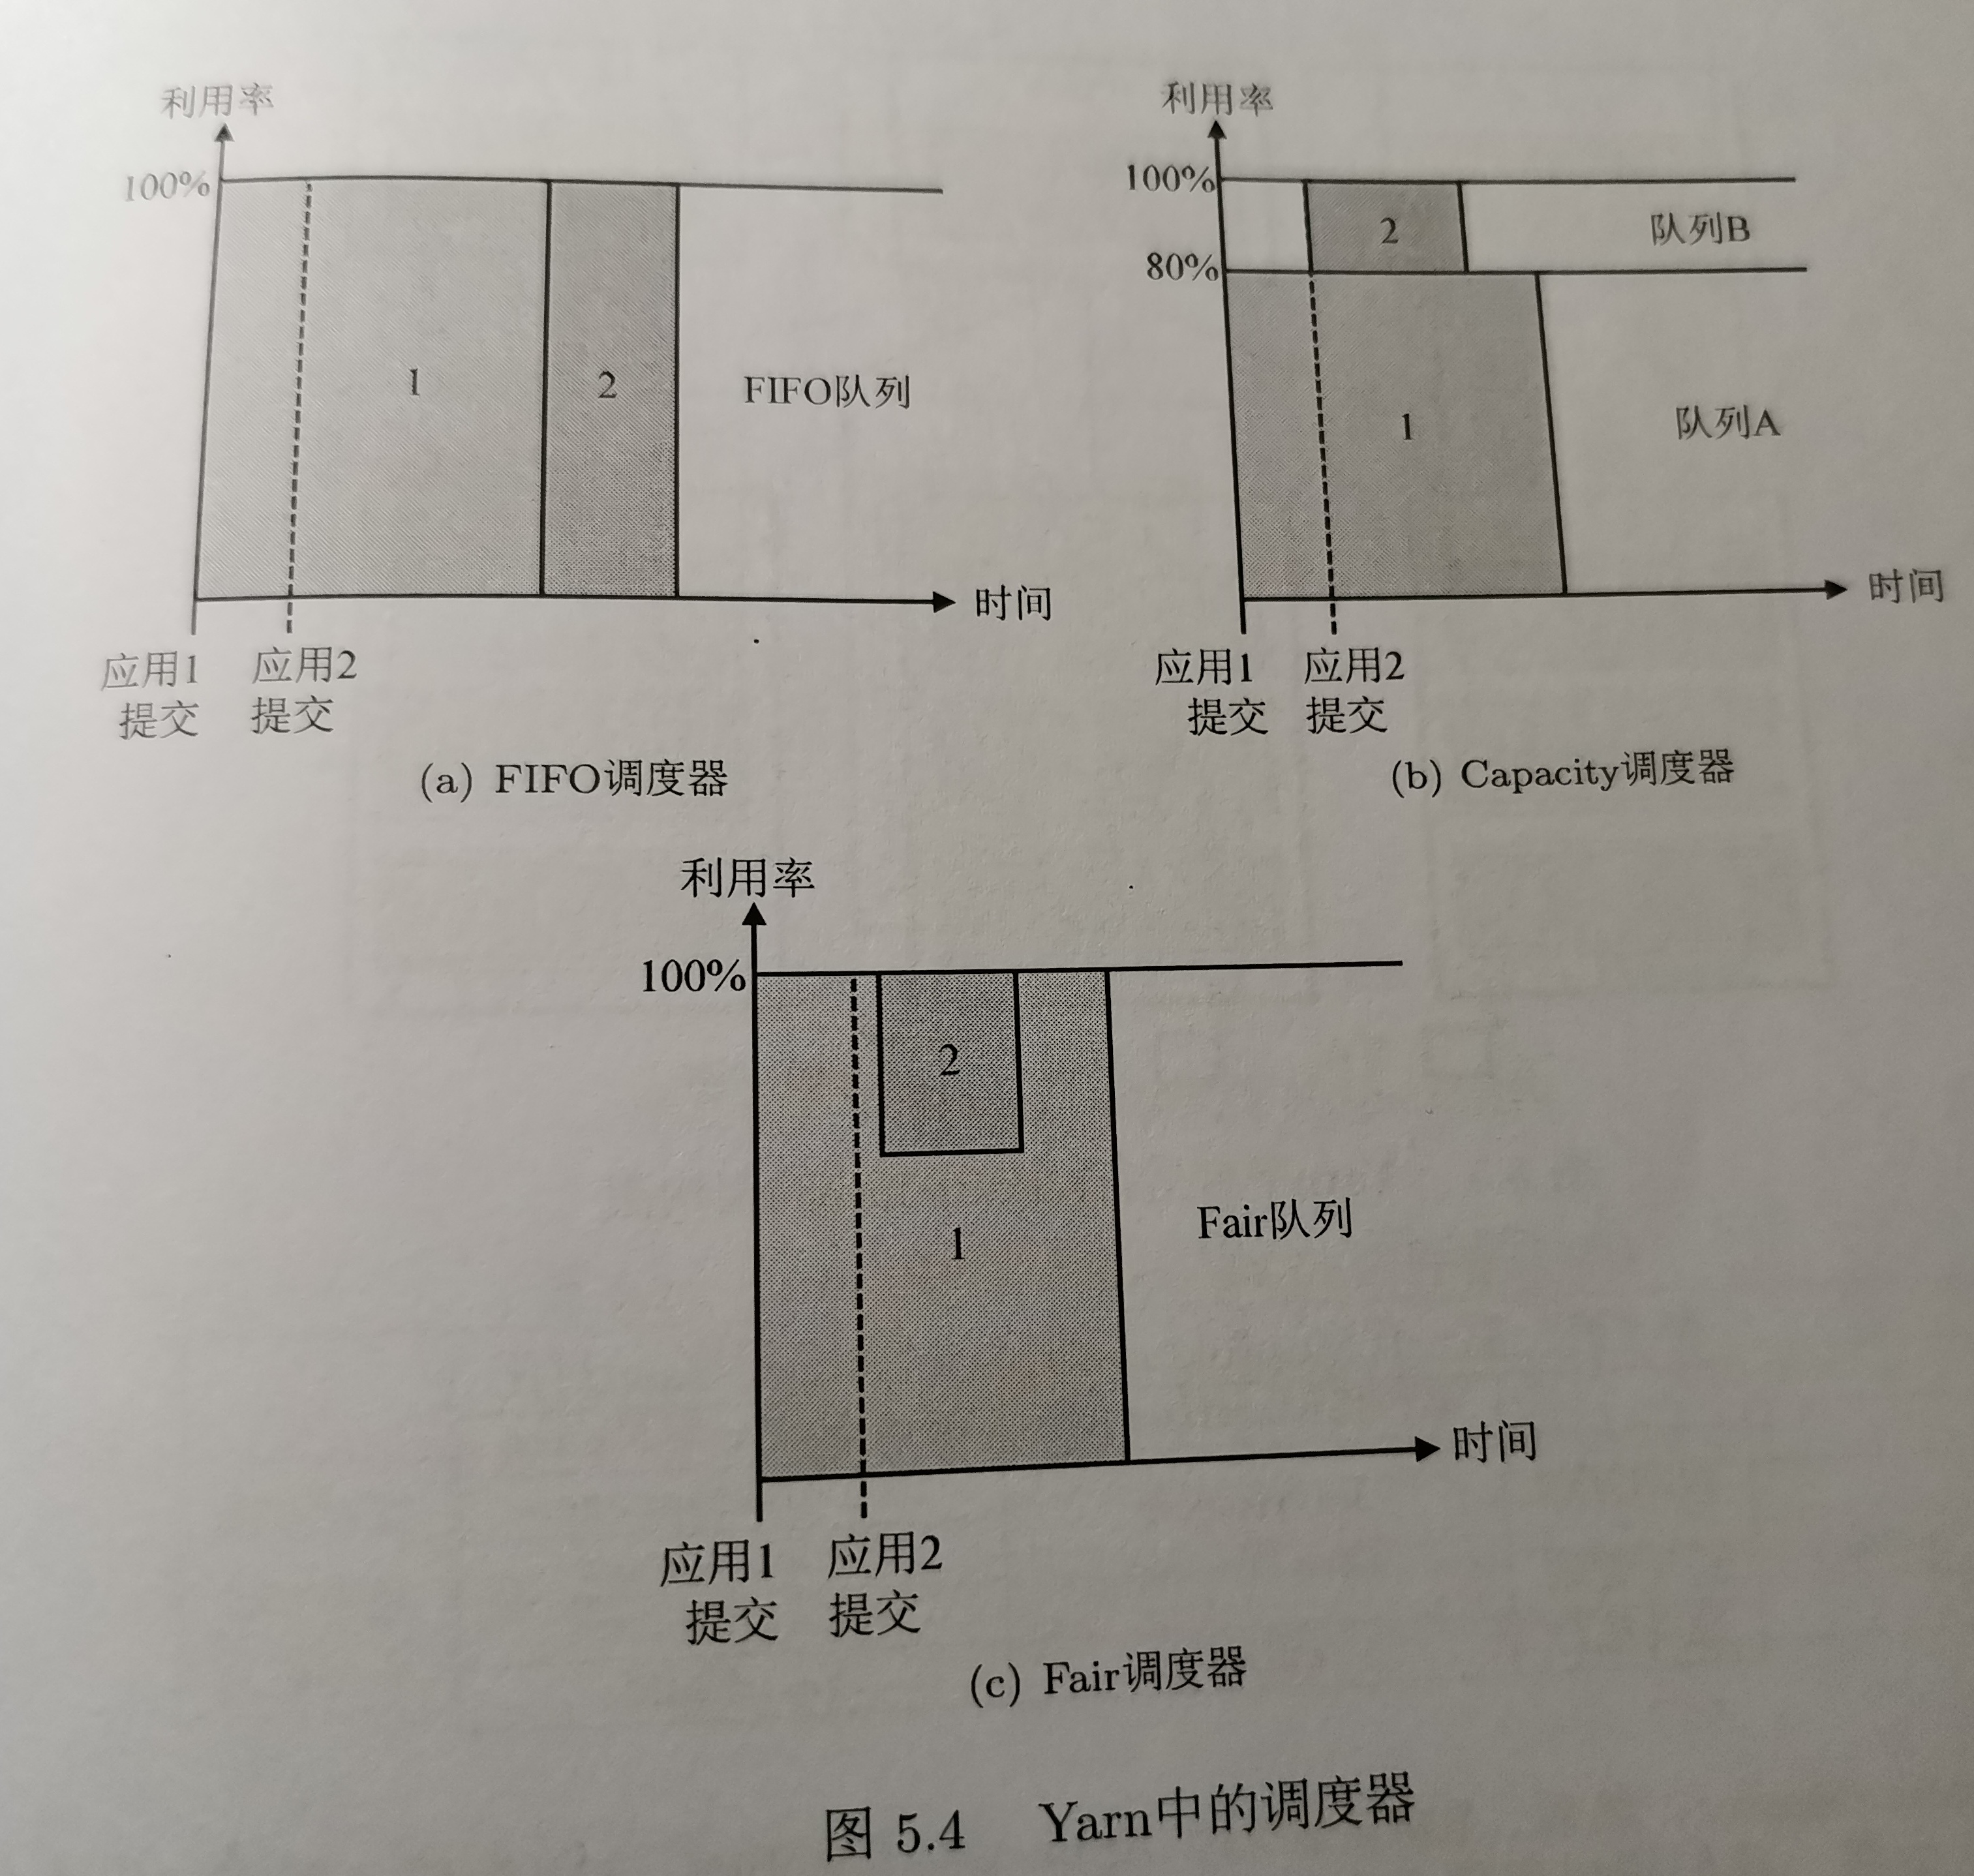 利用率
100%
1
2
FIFO队列
时间
应用1
提交
应用2
提交
(a) FIFO调度器
利用率
100%
2
队列B
80%
1
队列A
时间
应用1
提交
应用2
提交
(b) Capacity调度器
利用率
100%
2
1
Fair队列
时间
应用1
提交
应用2
提交
(c) Fair调度器
图 5.4 Yarn中的调度器